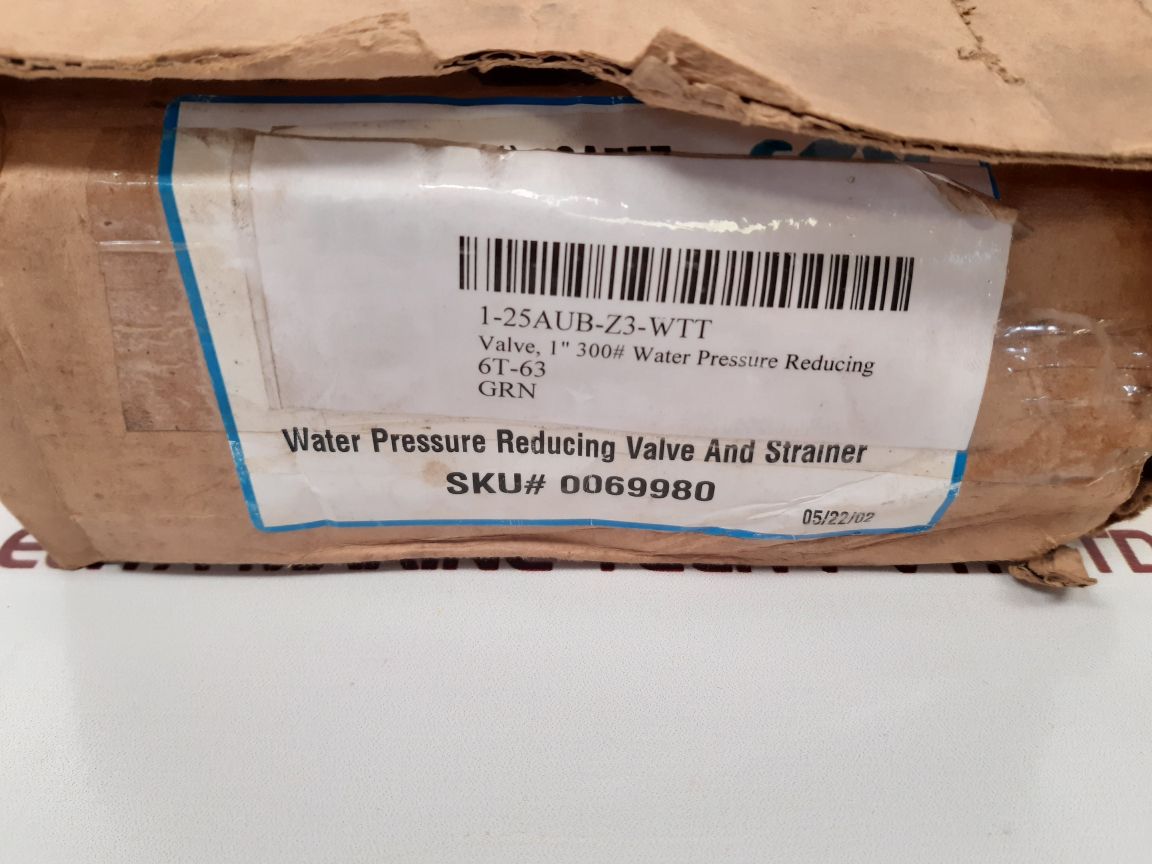 1-25AUB-Z3-WTT
Valve, 1" 300# Water Pressure Reducing
6T-63
GRN
Water Pressure Reducing Valve And Strainer
SKU# 0069980
05/22/02